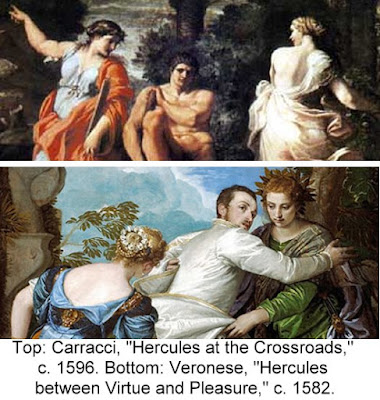 Top: Carracci, "Hercules at the Crossroads,"
c. 1596. Bottom: Veronese, "Hercules
between Virtue and Pleasure," c. 1582.